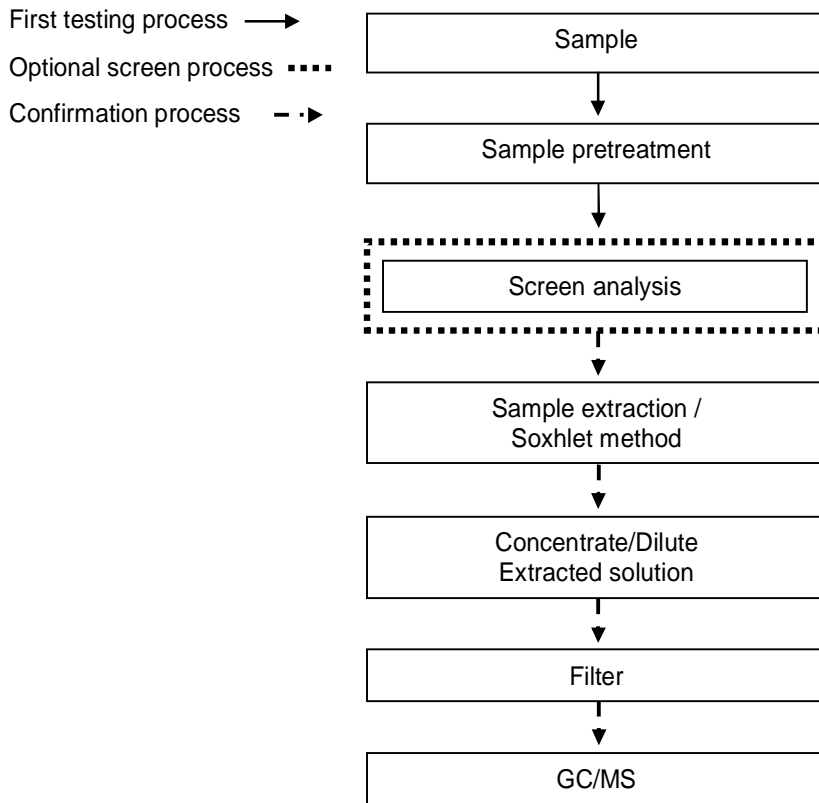 First testing process
Optional screen process
Confirmation process
Sample
Sample pretreatment
Screen analysis
Sample extraction /
Soxhlet method
Concentrate/Dilute
Extracted solution
Filter
GC/MS